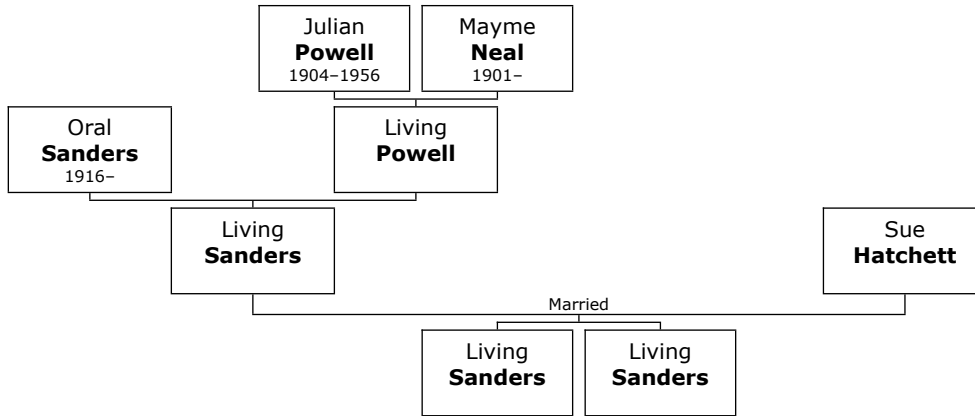 Julian
Powell
1904–1956
Mayme
Neal
1901–
Oral
Sanders
1916–
Living
Powell
Living
Sanders
Sue
Hatchett
Married
Living
Sanders
Living
Sanders